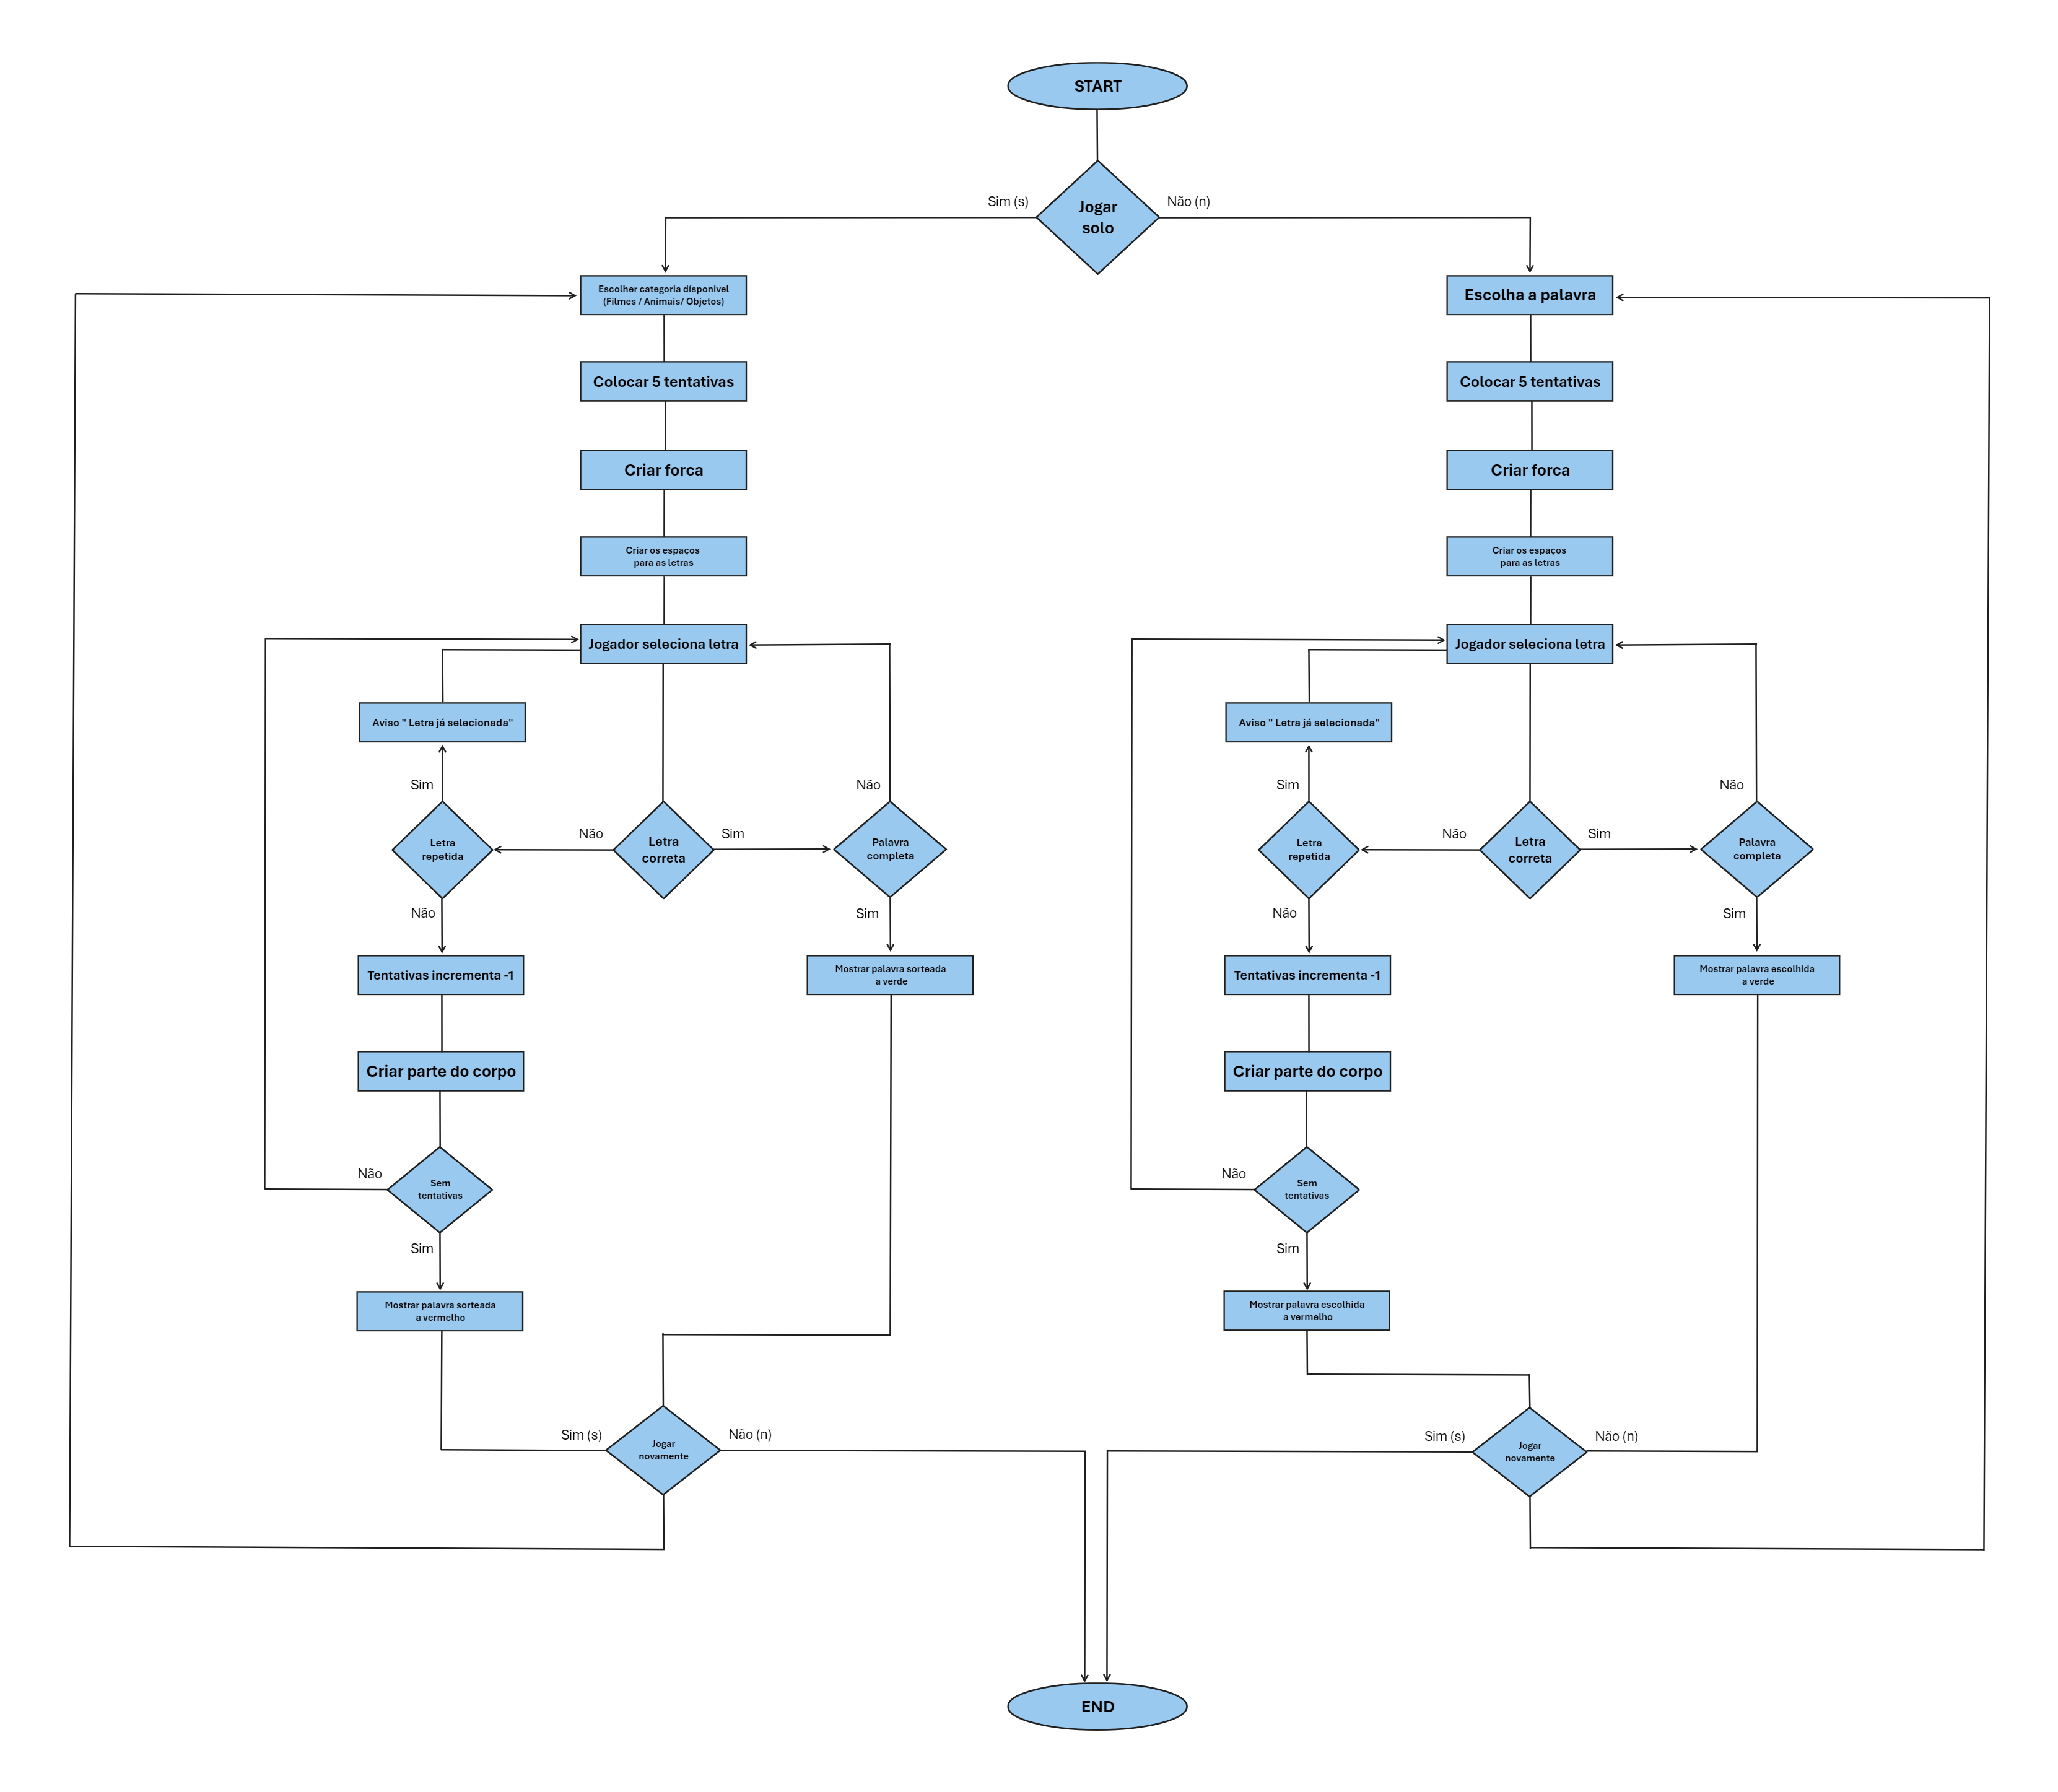 START
Jogar
solo
Sim (s)
Não (n)
Escolher categoria disponivel
(Filmes / Animais/ Objetos)
Escolha a palavra
Colocar 5 tentativas
Colocar 5 tentativas
Criar forca
Criar forca
Criar os espaços
para as letras
Criar os espaços
para as letras
Jogador seleciona letra
Jogador seleciona letra
Aviso " Letra já selecionada"
Aviso " Letra já selecionada"
Sim
Não
Sim
Não
Letra
repetida
Não
Letra
correta
Sim
Palavra
completa
Letra
repetida
Não
Letra
correta
Sim
Palavra
completa
Não
Sim
Não
Sim
Tentativas incrementa -1
Mostrar palavra sorteada
a verde
Tentativas incrementa -1
Mostrar palavra escolhida
a verde
Criar parte do corpo
Criar parte do corpo
Não
Sem
tentativas
Não
Sem
tentativas
Sim
Sim
Mostrar palavra sorteada
a vermelho
Mostrar palavra escolhida
a vermelho
Sim (s)
Jogar
novamente
Não (n)
Sim (s)
Jogar
novamente
Não (n)
END